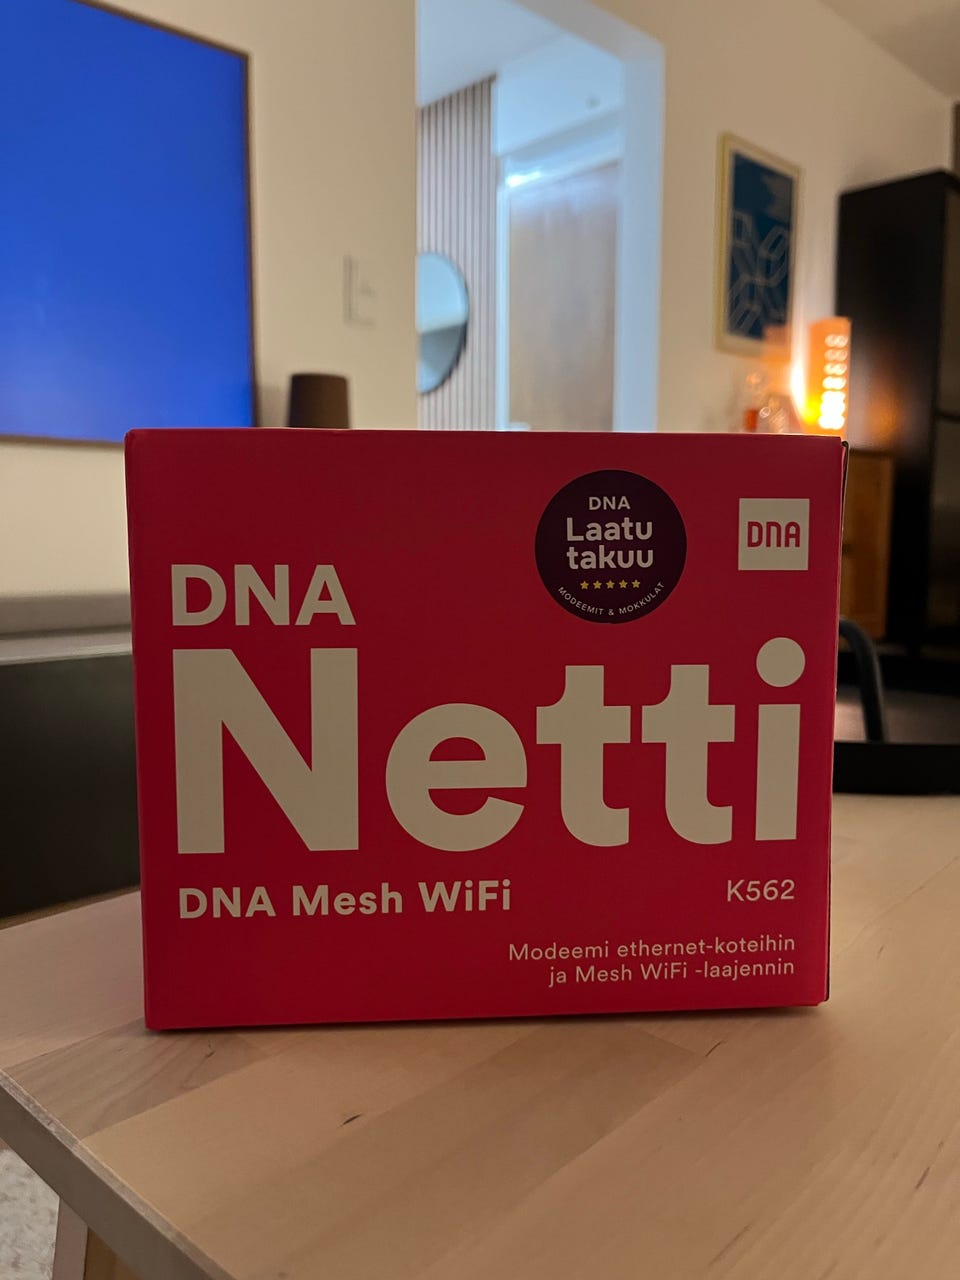 DNA
Laatu
takuu
MODEEMIT & MOKKULAT
DNA
DNA
Netti
DNA Mesh WiFi
K562
Modeemi ethernet-koteihin
ja Mesh WiFi -laajennin